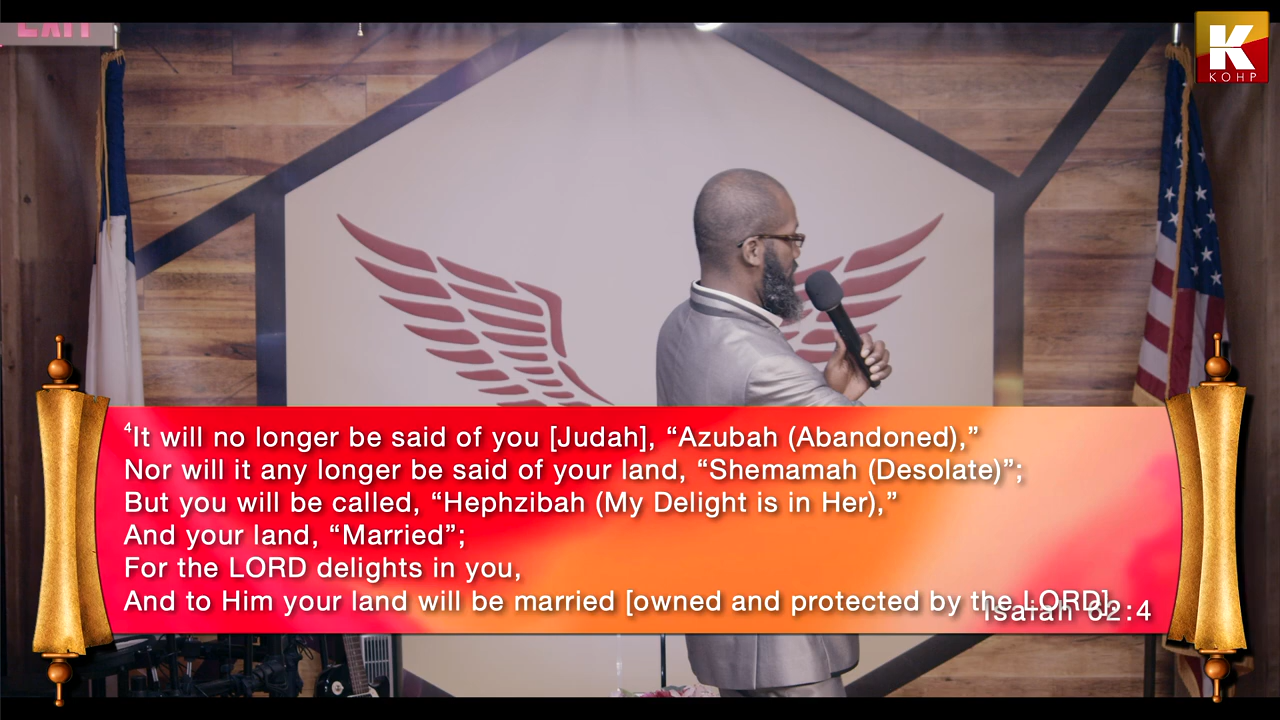 EXIT
K
KOHP
⁴It will no longer be said of you [Judah], “Azubah (Abandoned),”
Nor will it any longer be said of your land, “Shemamah (Desolate)”;
But you will be called, “Hephzibah (My Delight is in Her),”
And your land, “Married”;
For the LORD delights in you,
And to Him your land will be married [owned and protected by the LORD].
Isaiah 62:4